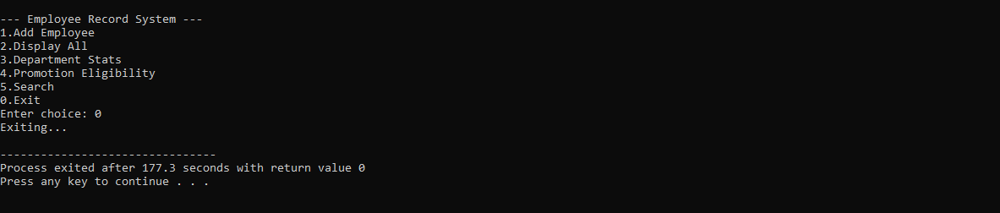 --- Employee Record System ---
1.Add Employee
2.Display All
3.Department Stats
4.Promotion Eligibility
5.Search
0.Exit
Enter choice: 0
Exiting...
--------------------------------
Process exited after 177.3 seconds with return value 0
Press any key to continue . . .